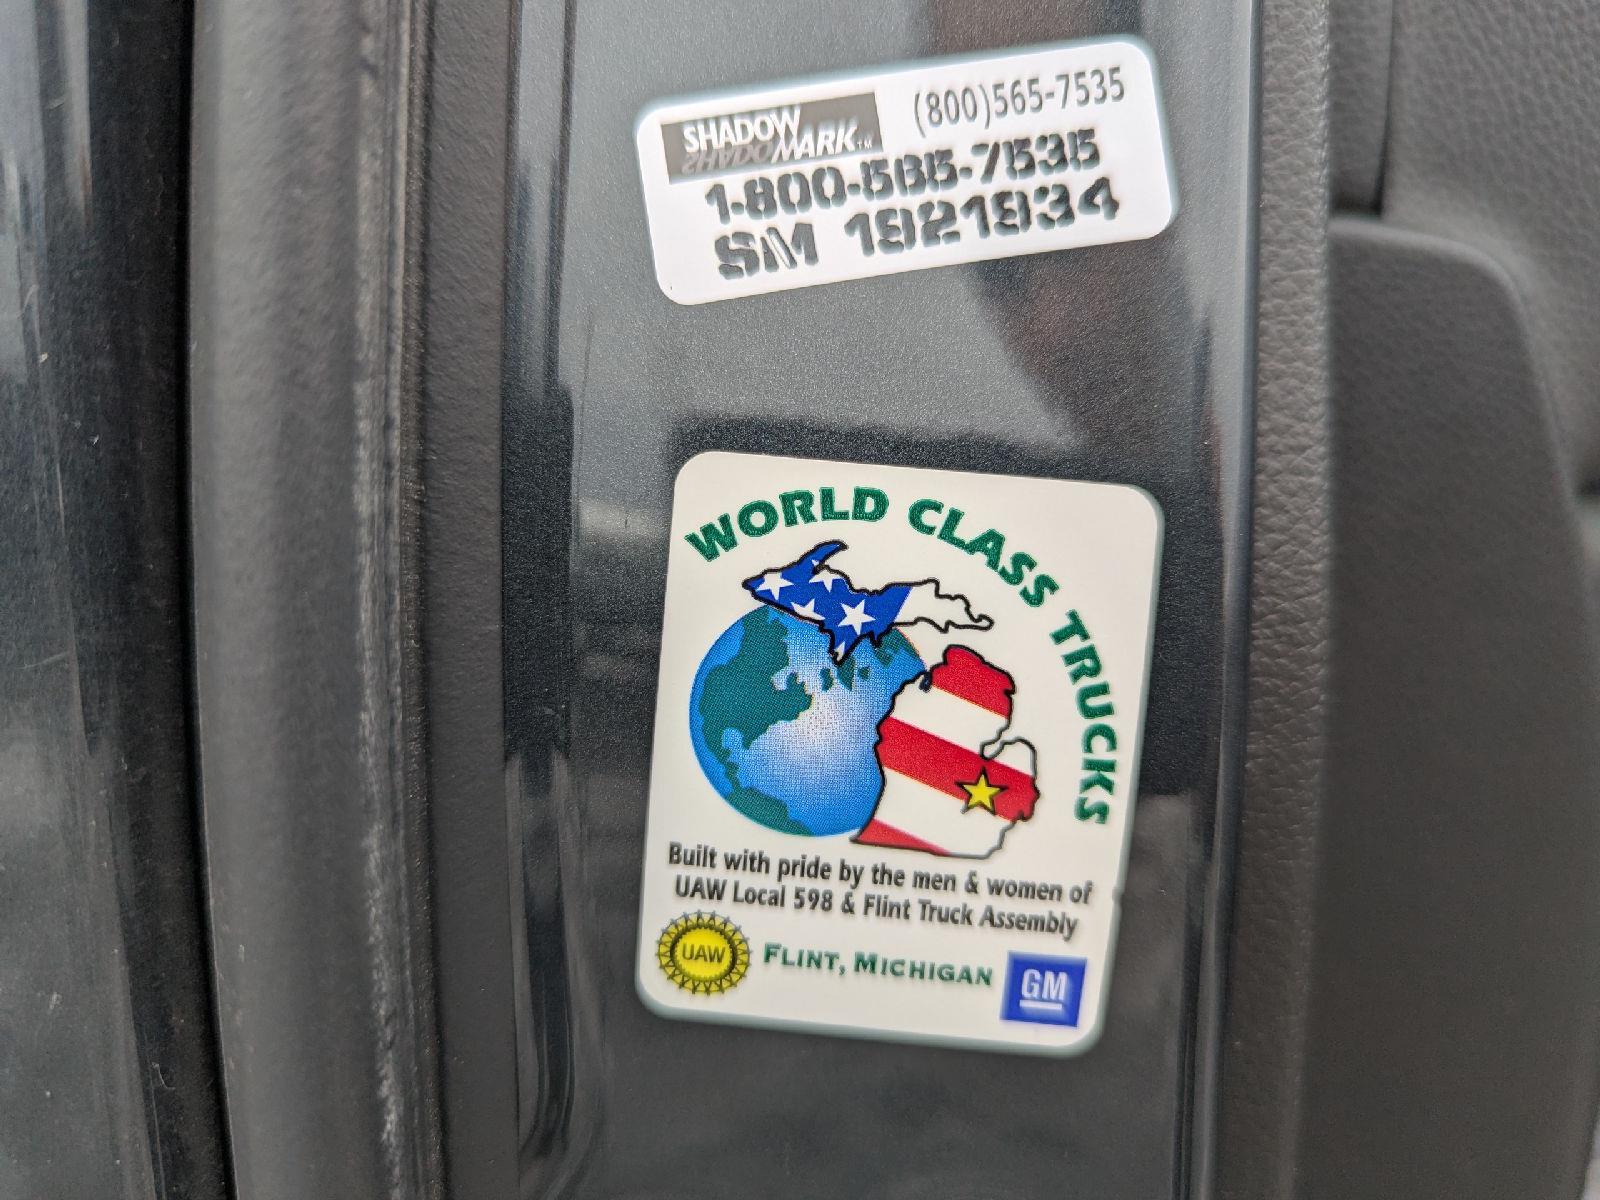 SHADOW MARK™
(800)565-7535
1-800-565-7535
SM 1921934
WORLD CLASS TRUCKS
Built with pride by the men & women of
UAW Local 598 & Flint Truck Assembly
UAW
FLINT, MICHIGAN
GM